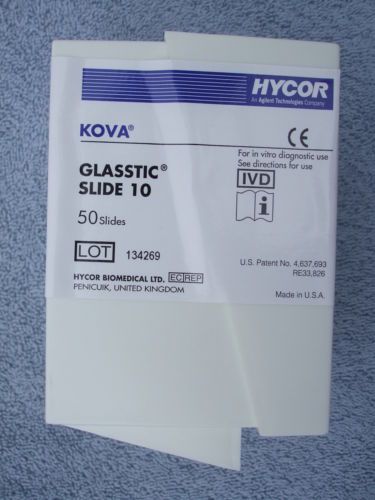 HYCOR
An Agilent Technologies Company
KOVA®
CE
GLASSTIC®
SLIDE 10
For in vitro diagnostic use
See directions for use
IVD
i
50 Slides
LOT 134269
U.S. Patent No. 4,637,693
RE33,826
HYCOR BIOMEDICAL LTD. EC REP
PENICUIK, UNITED KINGDOM
Made in U.S.A.